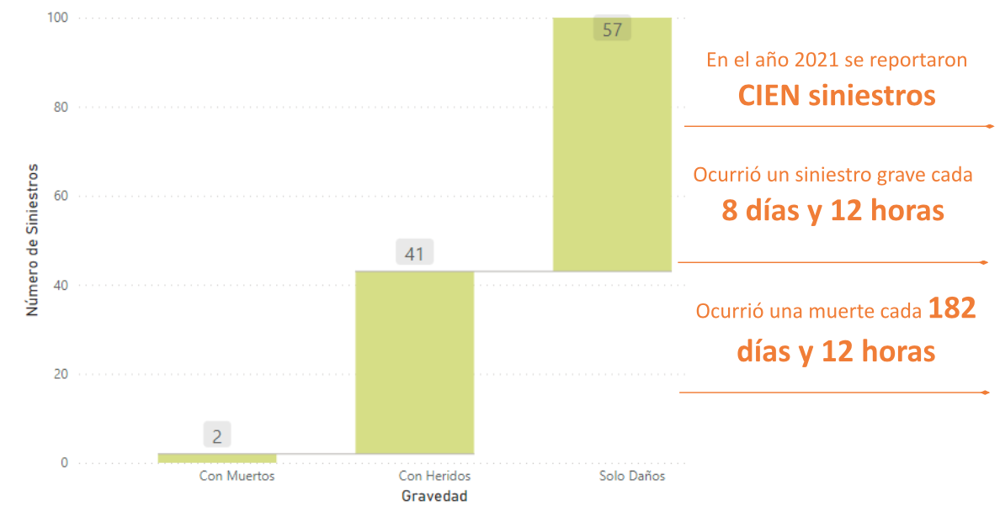 100
80
60
40
20
0
Número de Siniestros
2
41
57
Con Muertos
Con Heridos
Solo Daños
Gravedad
En el año 2021 se reportaron
CIEN siniestros
Ocurrió un siniestro grave cada
8 días y 12 horas
Ocurrió una muerte cada 182
días y 12 horas